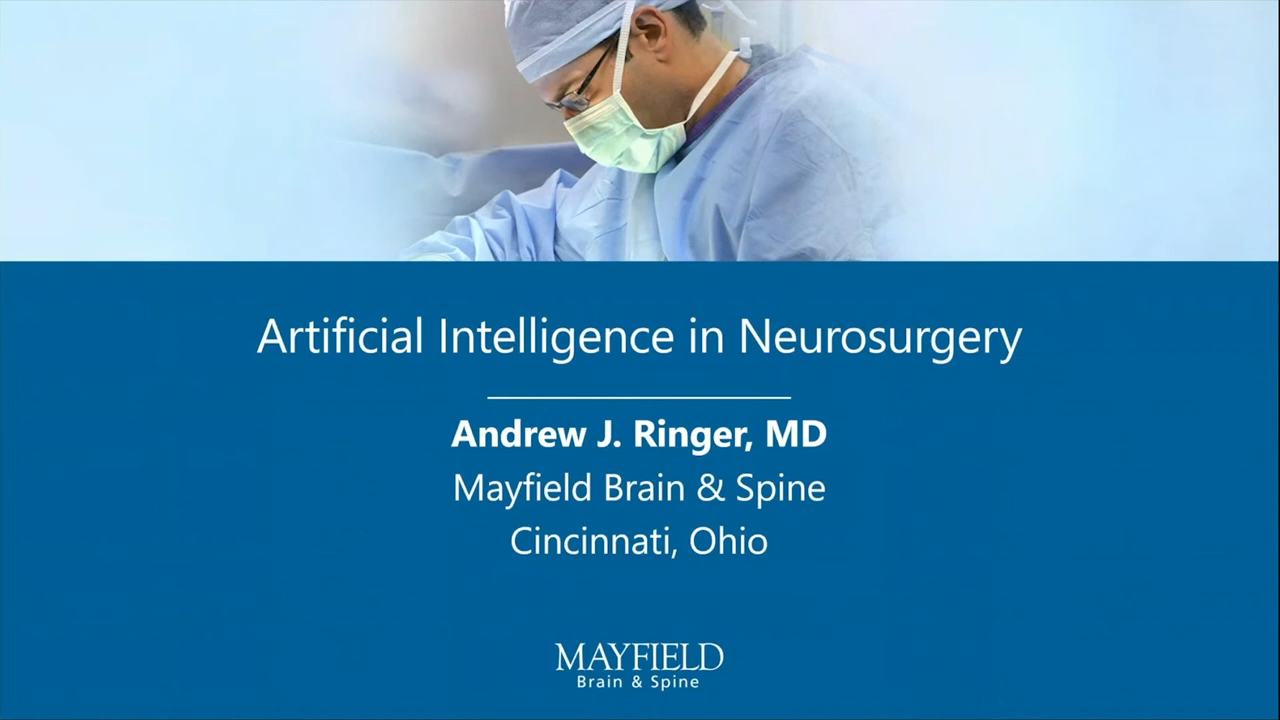 Artificial Intelligence in Neurosurgery
Andrew J. Ringer, MD
Mayfield Brain & Spine
Cincinnati, Ohio
MAYFIELD
Brain & Spine